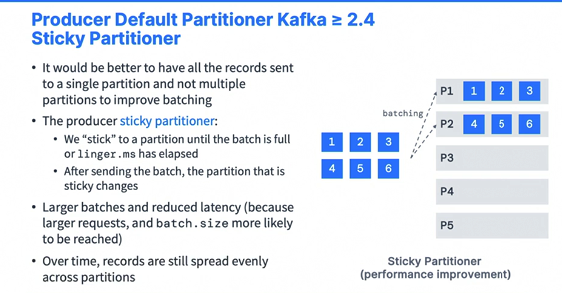 Producer Default Partitioner Kafka ≥ 2.4
Sticky Partitioner
• It would be better to have all the records sent
to a single partition and not multiple
partitions to improve batching
• The producer sticky partitioner:
• We “stick” to a partition until the batch is full
or linger.ms has elapsed
• After sending the batch, the partition that is
sticky changes
• Larger batches and reduced latency (because
larger requests, and batch.size more likely
to be reached)
• Over time, records are still spread evenly
across partitions
1 2 3
4 5 6
batching
P1 1 2 3
P2 4 5 6
P3
P4
P5
Sticky Partitioner
(performance improvement)